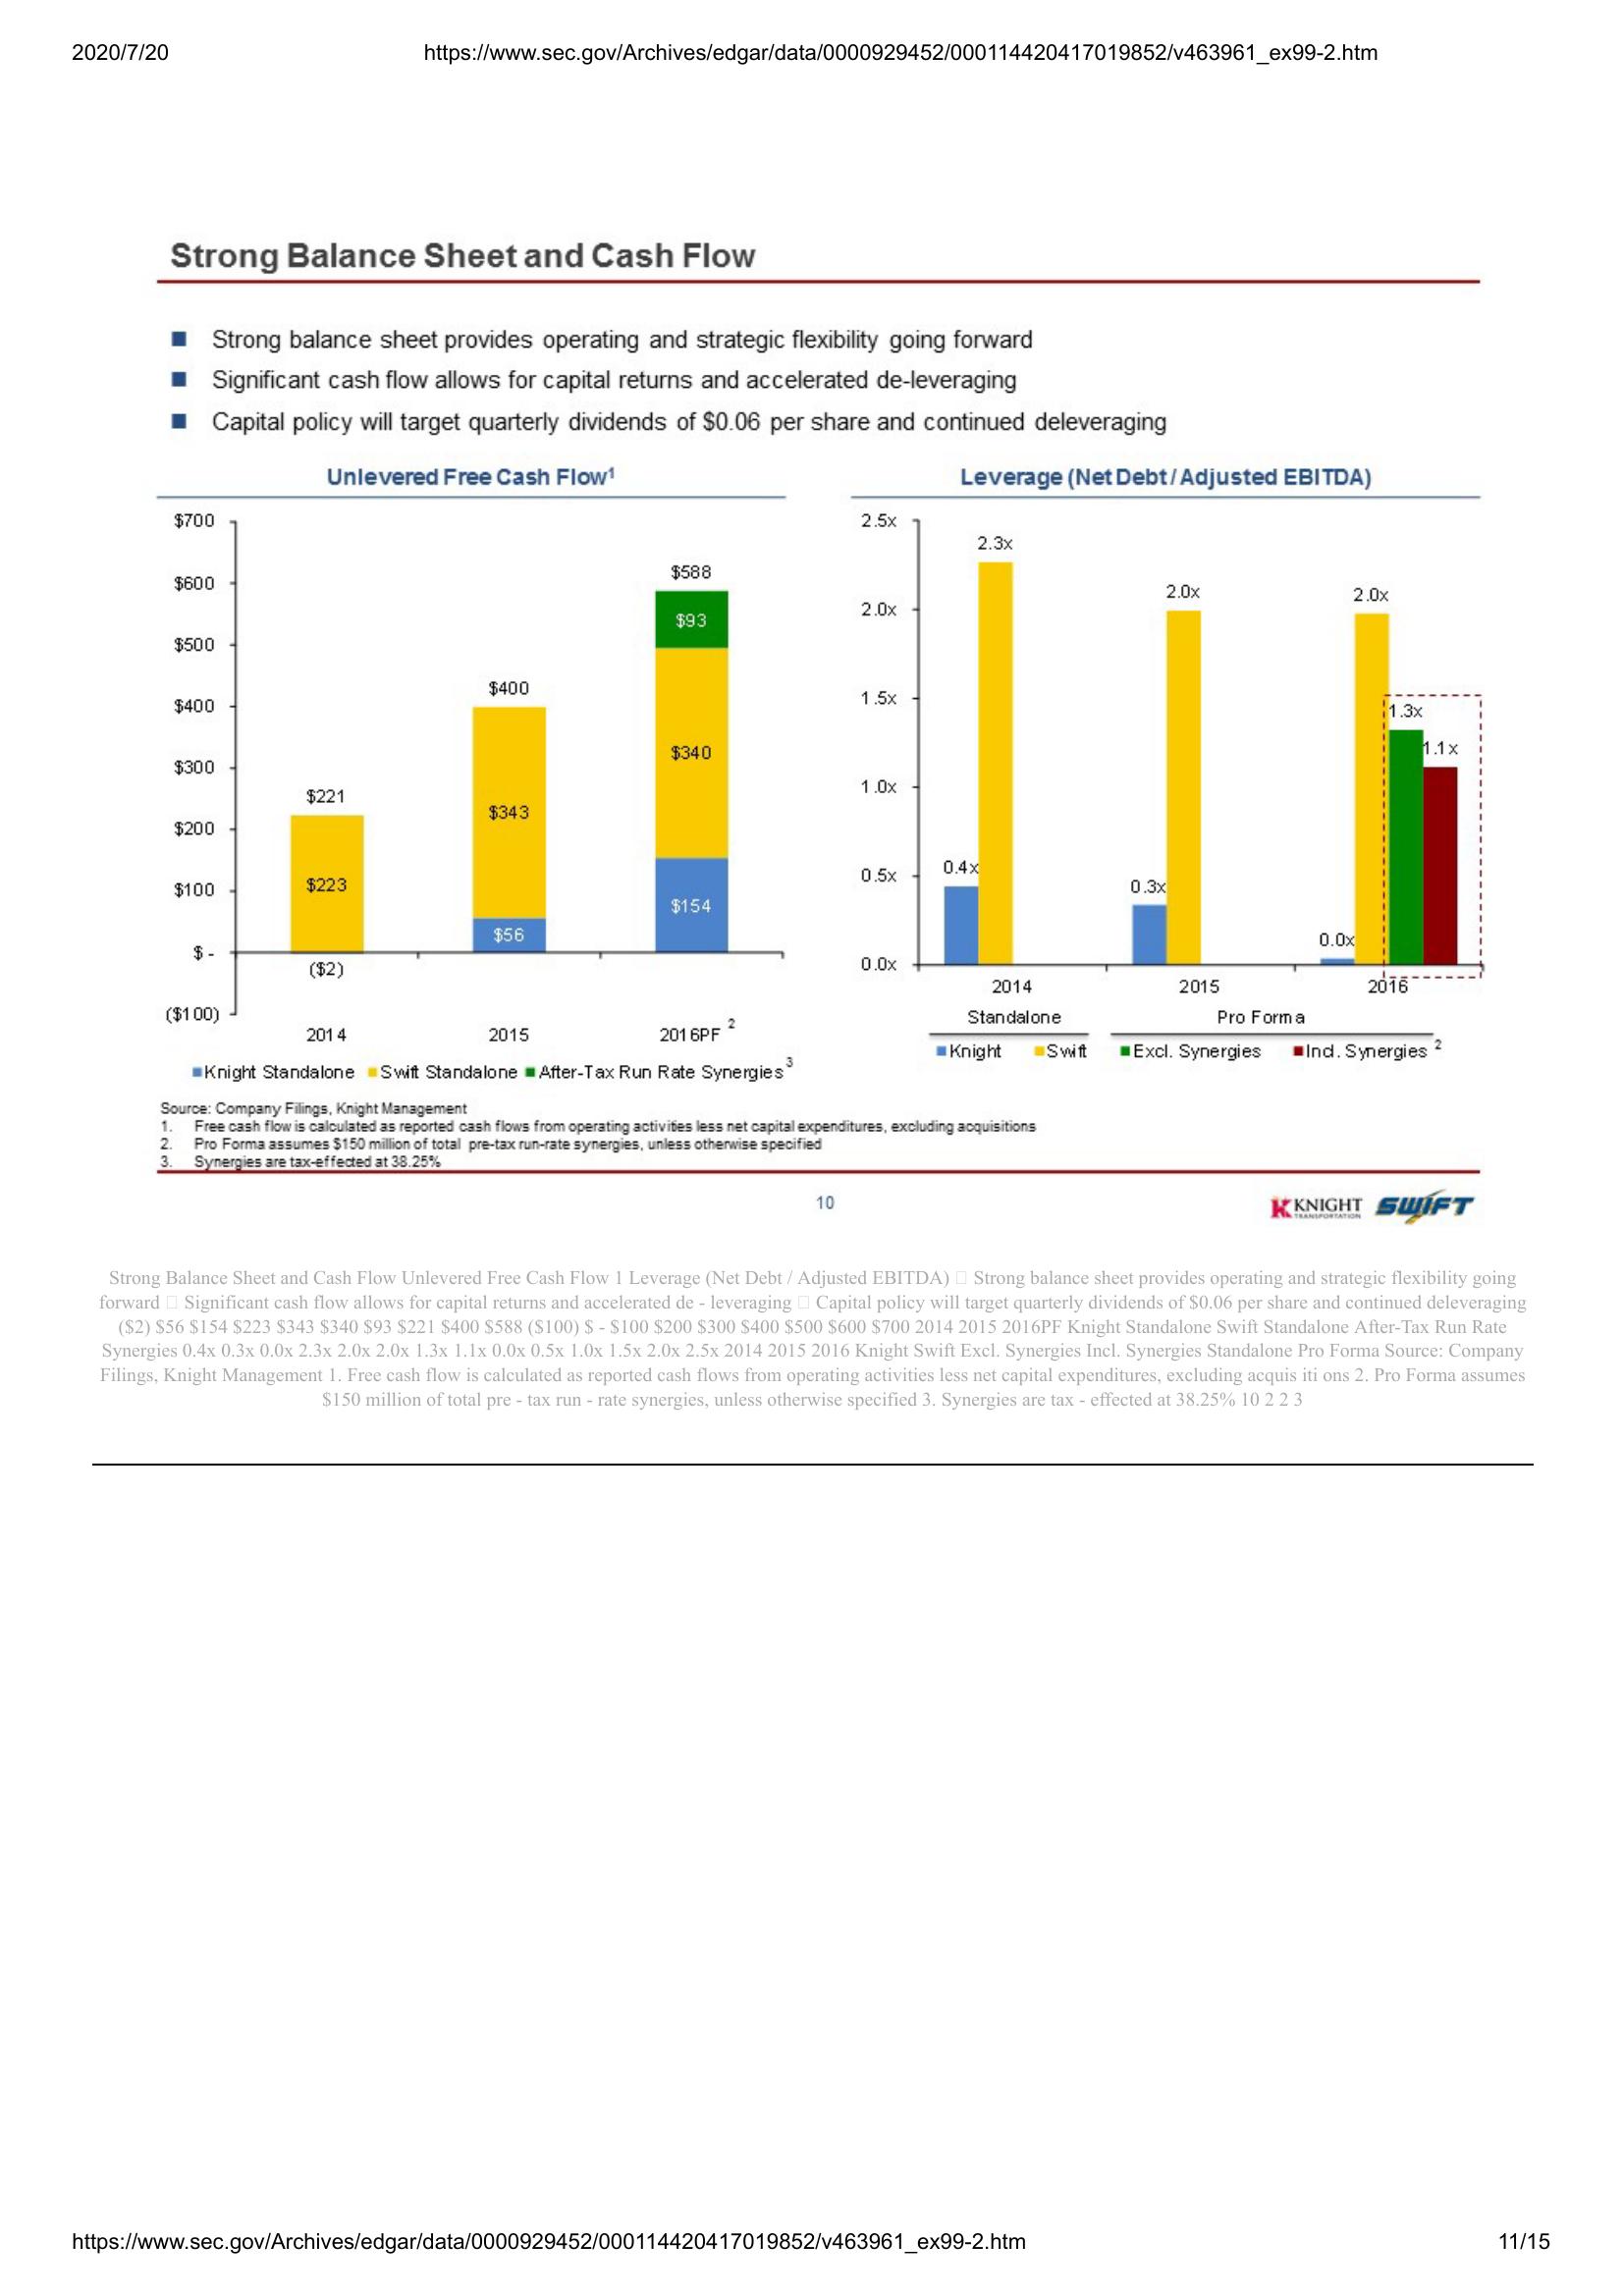 2020/7/20 https://www.sec.gov/Archives/edgar/data/0000929452/000114420417019852/v463961_ex99-2.htm
Strong Balance Sheet and Cash Flow
Strong balance sheet provides operating and strategic flexibility going forward
Significant cash flow allows for capital returns and accelerated de-leveraging
Capital policy will target quarterly dividends of $0.06 per share and continued deleveraging
Unlevered Free Cash Flow1
$700
$600
$500
$400
$300
$200
$100
$ -
($100)
$221
$223
($2)
$400
$343
$56
$588
$93
$340
$154
2014 2015 2016PF 2
Knight Standalone Swift Standalone After-Tax Run Rate Synergies 3
Leverage (Net Debt / Adjusted EBITDA)
2.5x
2.0x
1.5x
1.0x
0.5x
0.0x
0.4x
2.3x
0.3x
2.0x
0.0x
2.0x
1.3x
1.1x
2014 2015 2016
Standalone Pro Forma
Knight Swift Excl. Synergies Incl. Synergies 2
Source: Company Filings, Knight Management
1. Free cash flow is calculated as reported cash flows from operating activities less net capital expenditures, excluding acquisitions
2. Pro Forma assumes $150 million of total pre-tax run-rate synergies, unless otherwise specified
3. Synergies are tax-effected at 38.25%
10
KNIGHT
TRANSPORTATION
SWIFT
Strong Balance Sheet and Cash Flow Unlevered Free Cash Flow 1 Leverage (Net Debt / Adjusted EBITDA) □ Strong balance sheet provides operating and strategic flexibility going
forward □ Significant cash flow allows for capital returns and accelerated de - leveraging □ Capital policy will target quarterly dividends of $0.06 per share and continued deleveraging
($2) $56 $154 $223 $343 $340 $93 $221 $400 $588 ($100) $ - $100 $200 $300 $400 $500 $600 $700 2014 2015 2016PF Knight Standalone Swift Standalone After-Tax Run Rate
Synergies 0.4x 0.3x 0.0x 2.3x 2.0x 2.0x 1.3x 1.1x 0.0x 0.5x 1.0x 1.5x 2.0x 2.5x 2014 2015 2016 Knight Swift Excl. Synergies Incl. Synergies Standalone Pro Forma Source: Company
Filings, Knight Management 1. Free cash flow is calculated as reported cash flows from operating activities less net capital expenditures, excluding acquis iti ons 2. Pro Forma assumes
$150 million of total pre - tax run - rate synergies, unless otherwise specified 3. Synergies are tax - effected at 38.25% 10 2 2 3
https://www.sec.gov/Archives/edgar/data/0000929452/000114420417019852/v463961_ex99-2.htm 11/15